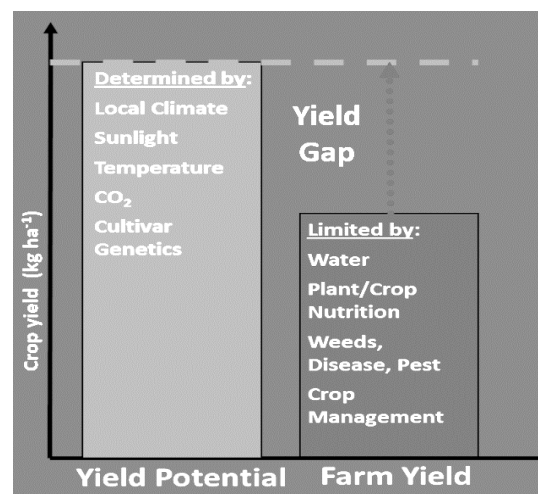 Determined by:
Local Climate
Sunlight
Temperature
CO₂
Cultivar
Genetics
Yield
Gap
Limited by:
Water
Plant/Crop
Nutrition
Weeds,
Disease, Pest
Crop
Management
Crop yield (kg ha⁻¹)
Yield Potential
Farm Yield